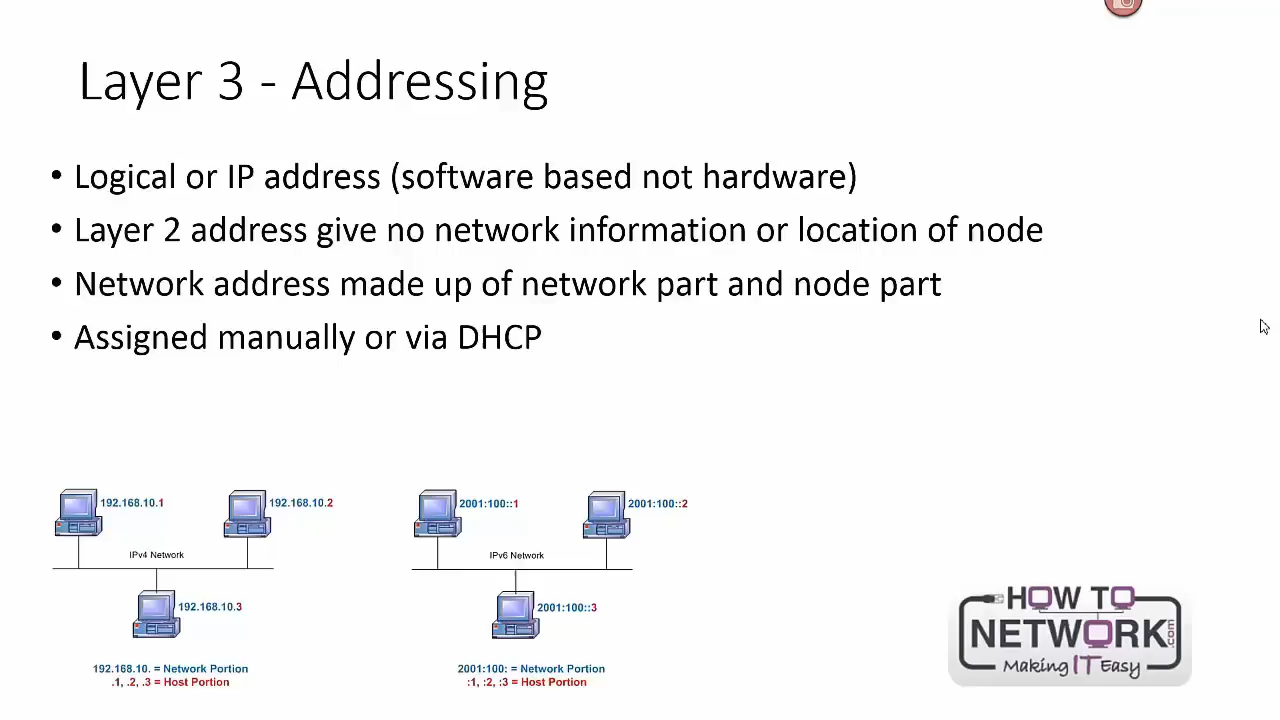 Layer 3 - Addressing
• Logical or IP address (software based not hardware)
• Layer 2 address give no network information or location of node
• Network address made up of network part and node part
• Assigned manually or via DHCP
192.168.10.1
192.168.10.2
IPv4 Network
192.168.10.3
192.168.10. = Network Portion
.1, .2, .3 = Host Portion
2001:100::1
2001:100::2
IPv6 Network
2001:100::3
2001:100: = Network Portion
:1, :2, :3 = Host Portion
HOW TO
NETWORK.com
Making IT Easy